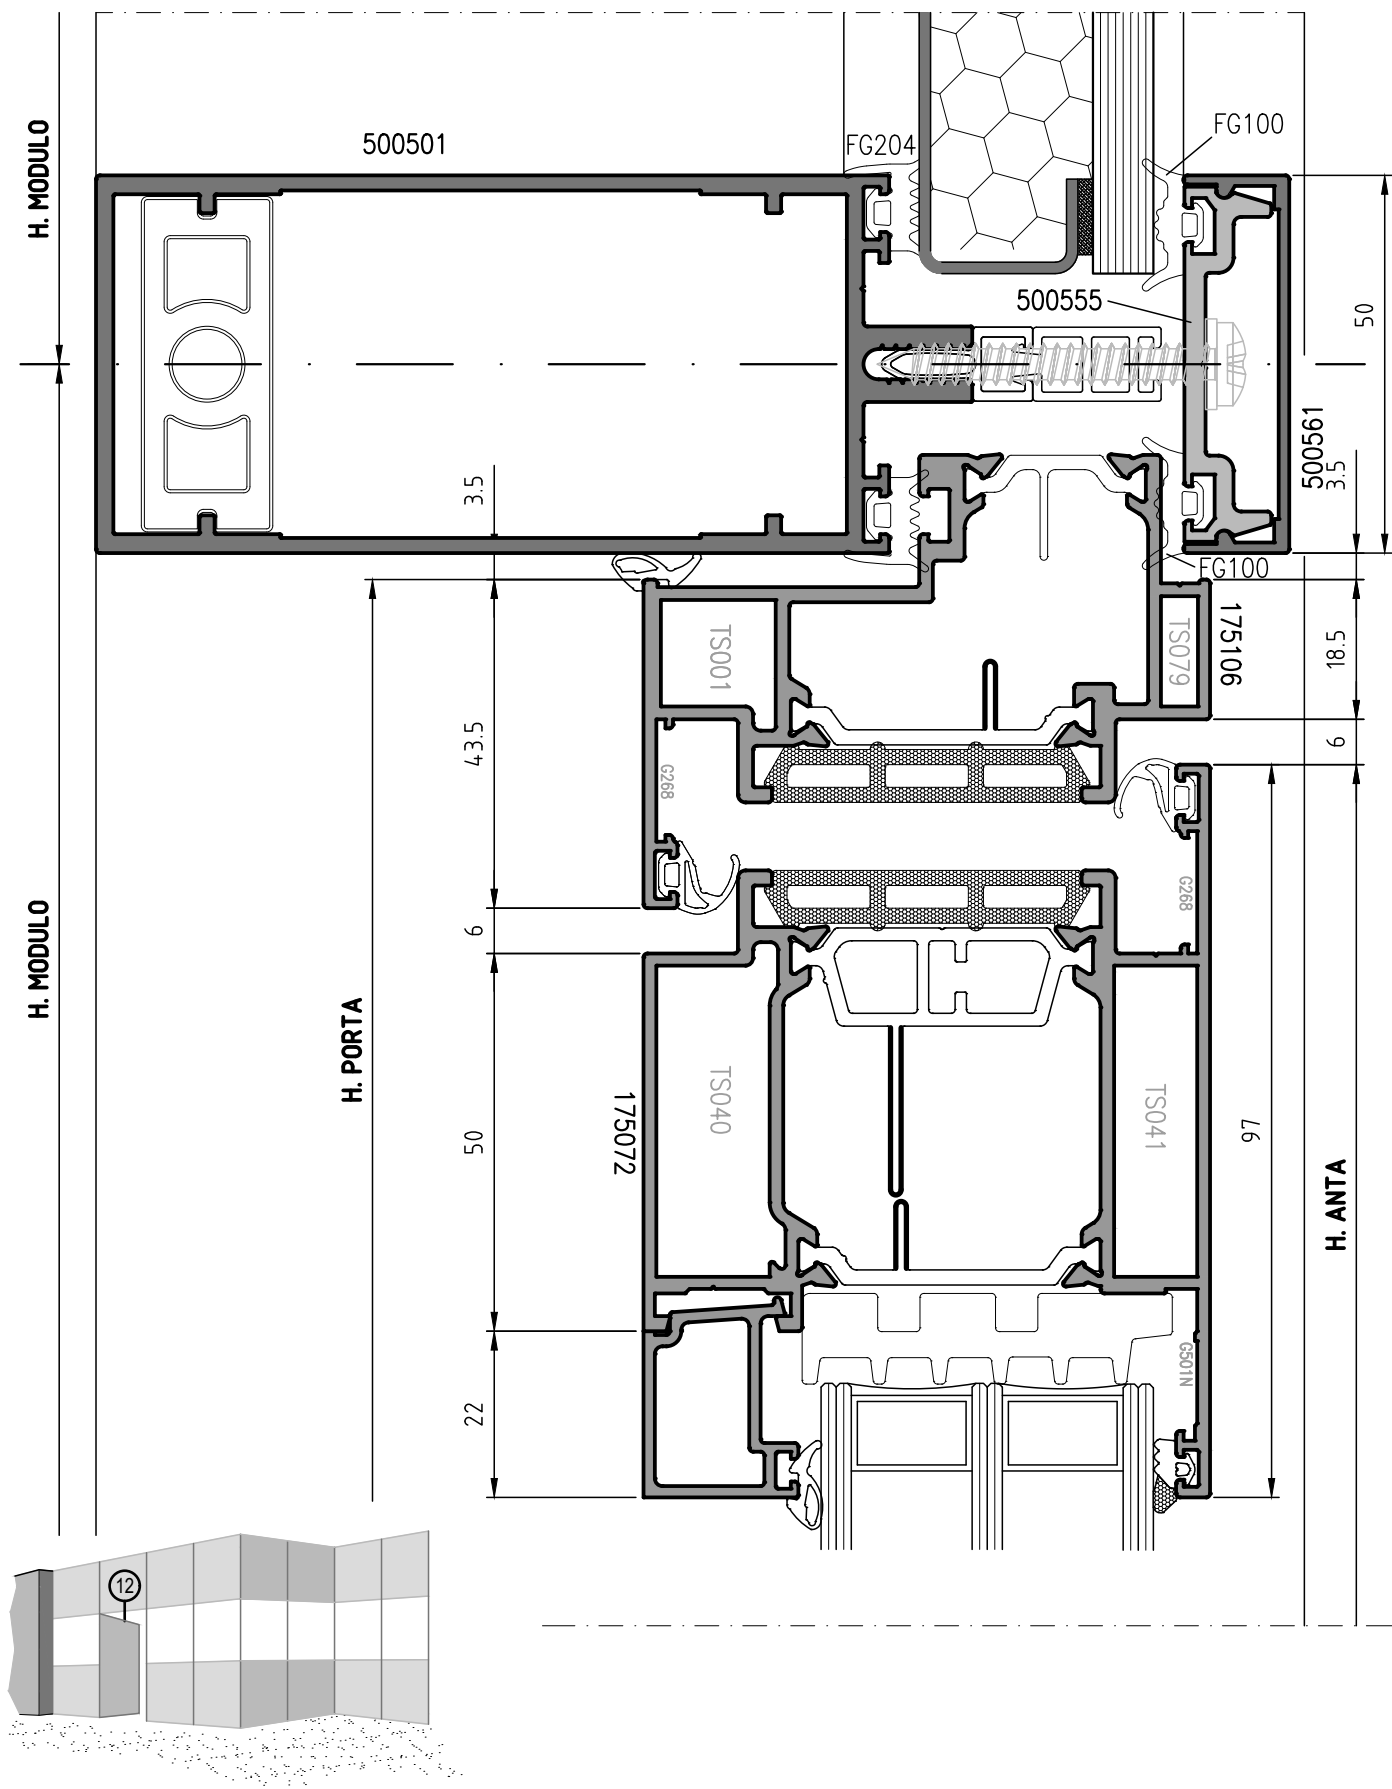 H. MODULO
500501
FG204
FG100
500555
50
500561
3.5
3.5
FG100
TS001
TS079
175106
18.5
43.5
6
G268
G268
6
H. MODULO
H. PORTA
TS040
TS041
175072
50
97
H. ANTA
G501N
22
12